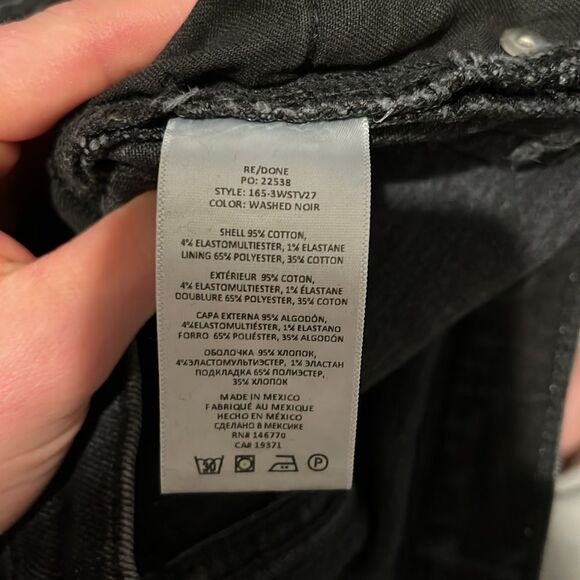 RE/DONE
PO: 22538
STYLE: 165-3WSTV27
COLOR: WASHED NOIR
SHELL 95% COTTON,
4% ELASTOMULTIESTER, 1% ELASTANE
LINING 65% POLYESTER, 35% COTTON
EXTÉRIEUR 95% COTON,
4% ELASTOMULTIESTER, 1% ÉLASTANE
DOUBLURE 65% POLYESTER, 35% COTON
CAPA EXTERNA 95% ALGODÓN,
4%ELASTOMULTIÉSTER, 1% ELASTANO
FORRO 65% POLIÉSTER, 35% ALGODÓN
ОБОЛОЧКА 95% ХЛОПОК,
4%ЭЛАСТОМУЛЬТИЭСТЕР, 1% ЭЛАСТАН
ПОДКЛАДКА 65% ПОЛИЭСТЕР,
35% ХЛОПОК
MADE IN MEXICO
FABRIQUÉ AU MEXIQUE
HECHO EN MÉXICO
СДЕЛАНО В МЕКСИКЕ
RN# 146770
CA# 19371
30 P